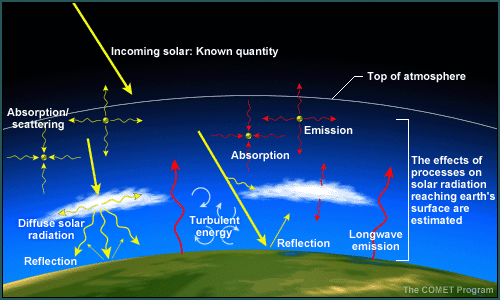 Incoming solar: Known quantity
Top of atmosphere
Absorption/
scattering
Emission
Absorption
The effects of
processes on
solar radiation
reaching earth's
surface are
estimated
Diffuse solar
radiation
Turbulent
energy
Reflection
Longwave
emission
Reflection
The COMET Program